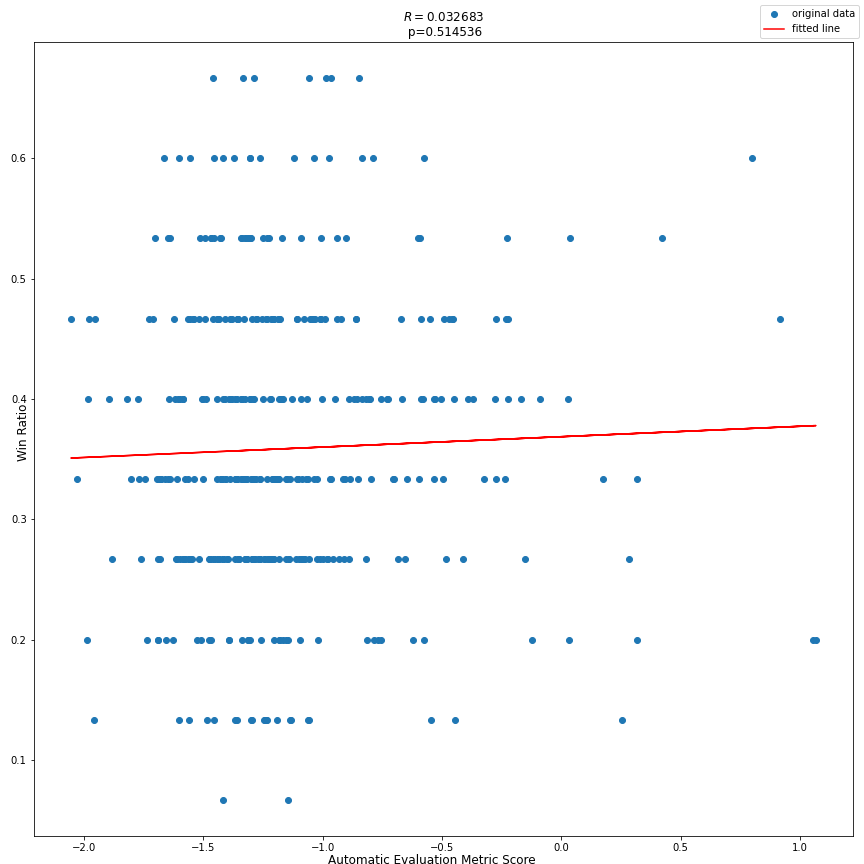 R = 0.032683
p=0.514536
original data
fitted line
0.6
0.5
0.4
0.3
0.2
0.1
Win Ratio
−2.0 −1.5 −1.0 −0.5 0.0 0.5 1.0
Automatic Evaluation Metric Score